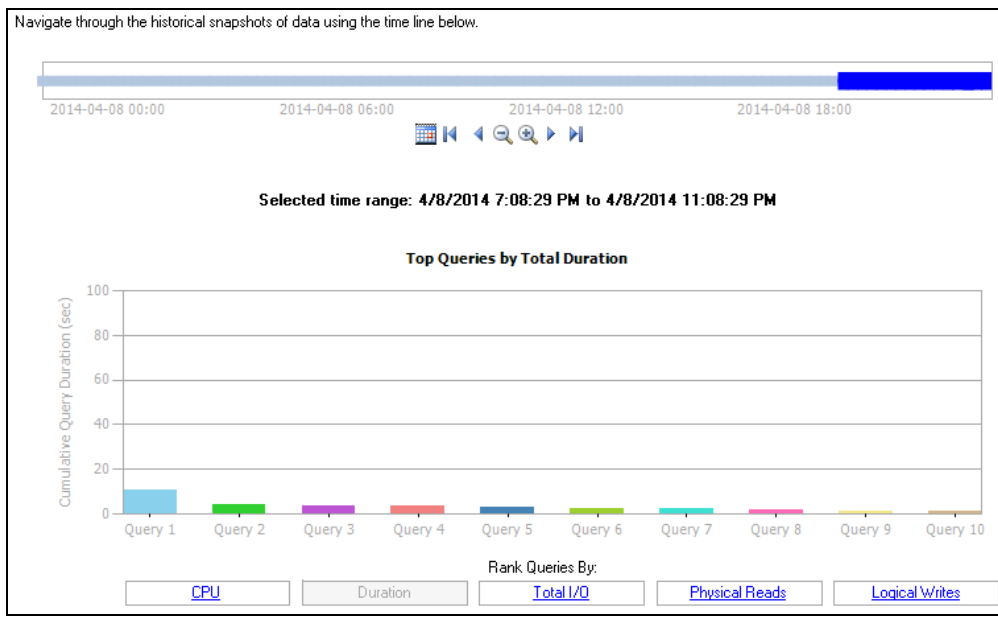 Navigate through the historical snapshots of data using the time line below.
2014-04-08 00:00 2014-04-08 06:00 2014-04-08 12:00 2014-04-08 18:00
Selected time range: 4/8/2014 7:08:29 PM to 4/8/2014 11:08:29 PM
Top Queries by Total Duration
Cumulative Query Duration (sec)
100
80
60
40
20
0
Query 1 Query 2 Query 3 Query 4 Query 5 Query 6 Query 7 Query 8 Query 9 Query 10
Rank Queries By:
CPU Duration Total I/O Physical Reads Logical Writes